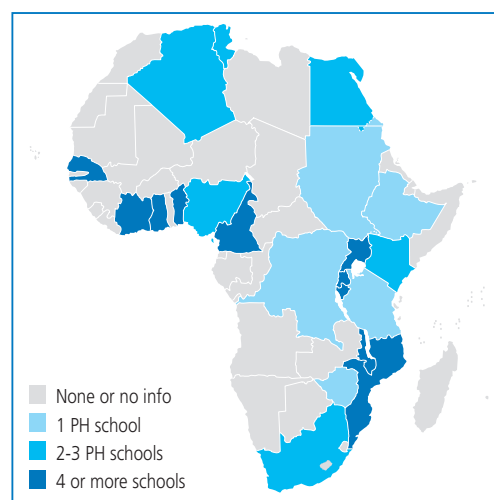 None or no info
1 PH school
2-3 PH schools
4 or more schools